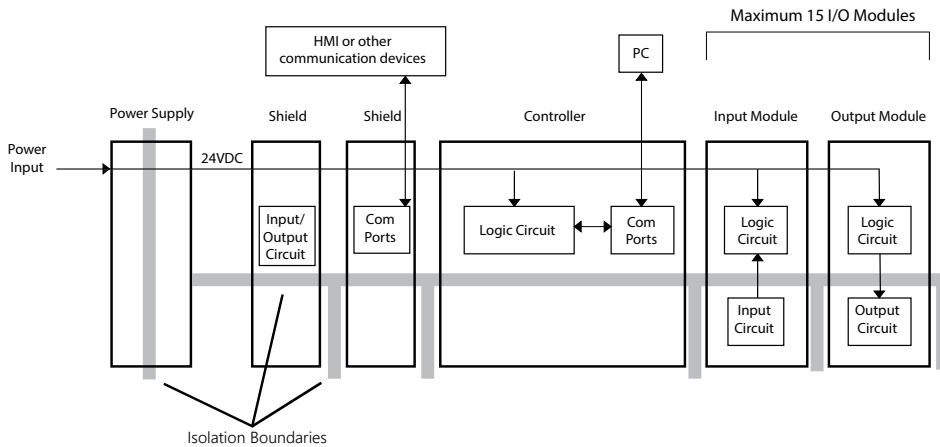 Maximum 15 I/O Modules
HMI or other
communication devices
PC
Power Supply
Shield
Shield
Controller
Input Module
Output Module
Power
Input
24VDC
Input/
Output
Circuit
Com
Ports
Logic Circuit
Com
Ports
Logic
Circuit
Logic
Circuit
Input
Circuit
Output
Circuit
Isolation Boundaries